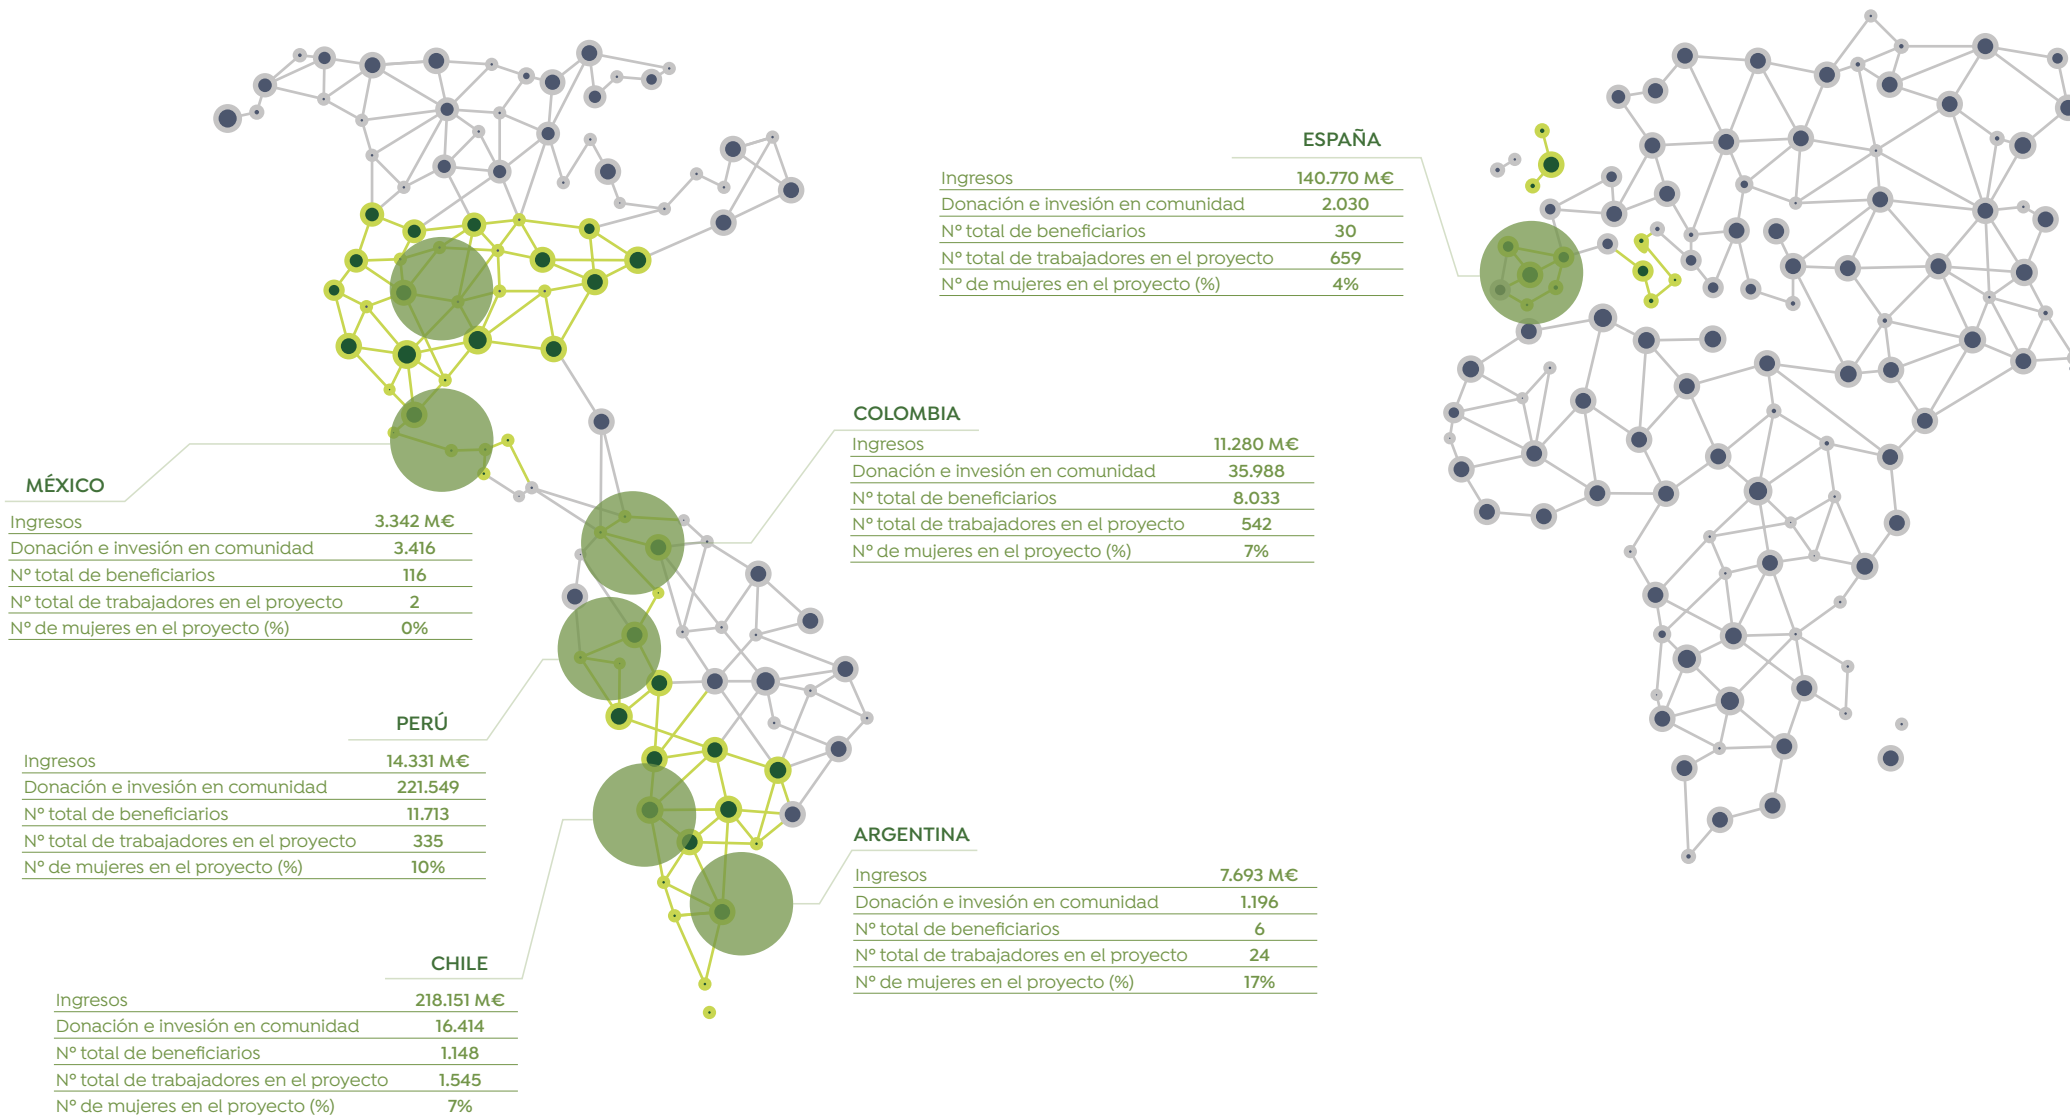 ESPAÑA
Ingresos 140.770 M€
Donación e invesión en comunidad 2.030
Nº total de beneficiarios 30
Nº total de trabajadores en el proyecto 659
Nº de mujeres en el proyecto (%) 4%
COLOMBIA
Ingresos 11.280 M€
Donación e invesión en comunidad 35.988
Nº total de beneficiarios 8.033
Nº total de trabajadores en el proyecto 542
Nº de mujeres en el proyecto (%) 7%
MÉXICO
Ingresos 3.342 M€
Donación e invesión en comunidad 3.416
Nº total de beneficiarios 116
Nº total de trabajadores en el proyecto 2
Nº de mujeres en el proyecto (%) 0%
PERÚ
Ingresos 14.331 M€
Donación e invesión en comunidad 221.549
Nº total de beneficiarios 11.713
Nº total de trabajadores en el proyecto 335
Nº de mujeres en el proyecto (%) 10%
ARGENTINA
Ingresos 7.693 M€
Donación e invesión en comunidad 1.196
Nº total de beneficiarios 6
Nº total de trabajadores en el proyecto 24
Nº de mujeres en el proyecto (%) 17%
CHILE
Ingresos 218.151 M€
Donación e invesión en comunidad 16.414
Nº total de beneficiarios 1.148
Nº total de trabajadores en el proyecto 1.545
Nº de mujeres en el proyecto (%) 7%